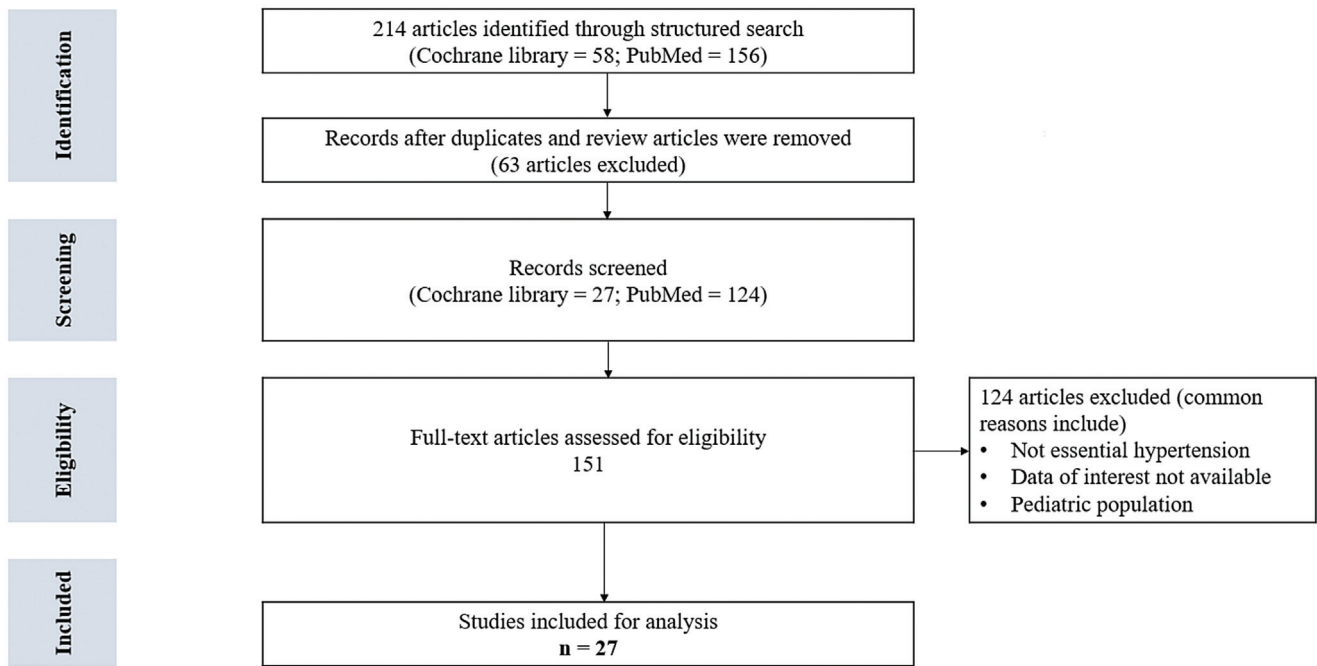 Identification
214 articles identified through structured search
(Cochrane library = 58; PubMed = 156)
Records after duplicates and review articles were removed
(63 articles excluded)
Screening
Records screened
(Cochrane library = 27; PubMed = 124)
Eligibility
Full-text articles assessed for eligibility
151
124 articles excluded (common
reasons include)
• Not essential hypertension
• Data of interest not available
• Pediatric population
Included
Studies included for analysis
n = 27